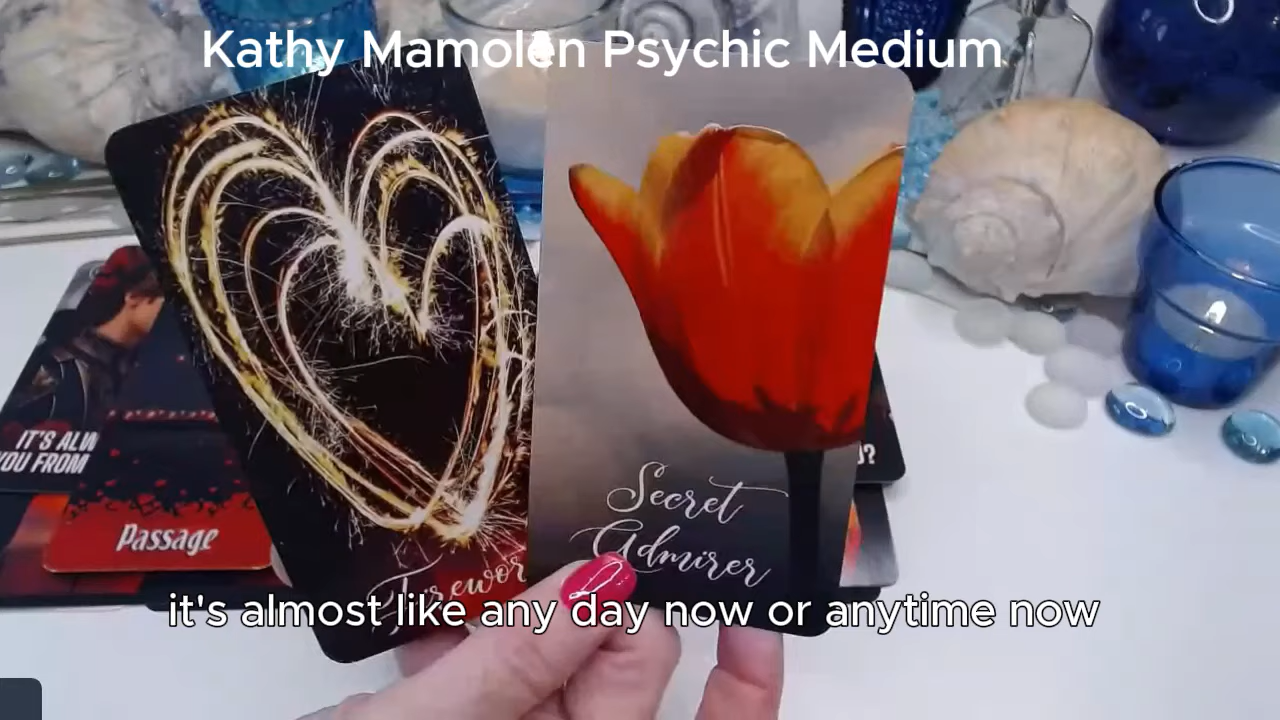 Kathy Mamolen Psychic Medium
IT'S ALW
YOU FROM
Passage
Secret
Admirer
it's almost like any day now or anytime now